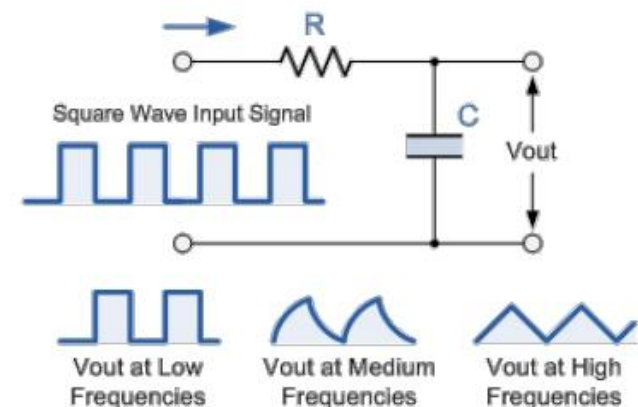 R
Square Wave Input Signal
C
Vout
Vout at Low
Frequencies
Vout at Medium
Frequencies
Vout at High
Frequencies